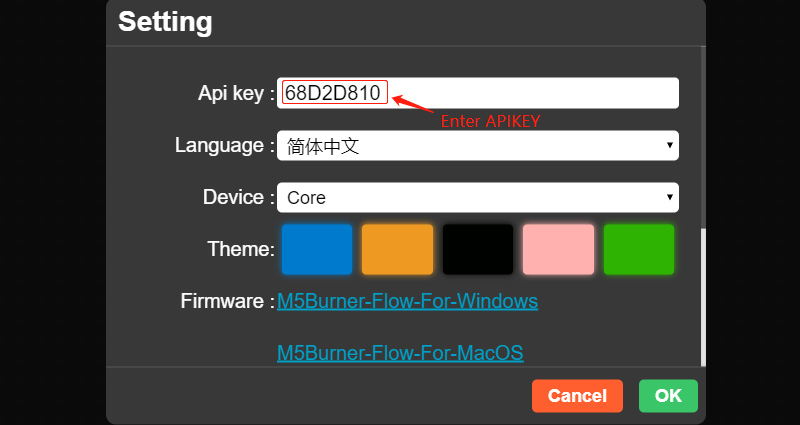 Setting
Api key : 68D2D810
Enter APIKEY
Language : 简体中文
Device : Core
Theme:
Firmware : M5Burner-Flow-For-Windows
M5Burner-Flow-For-MacOS
Cancel OK